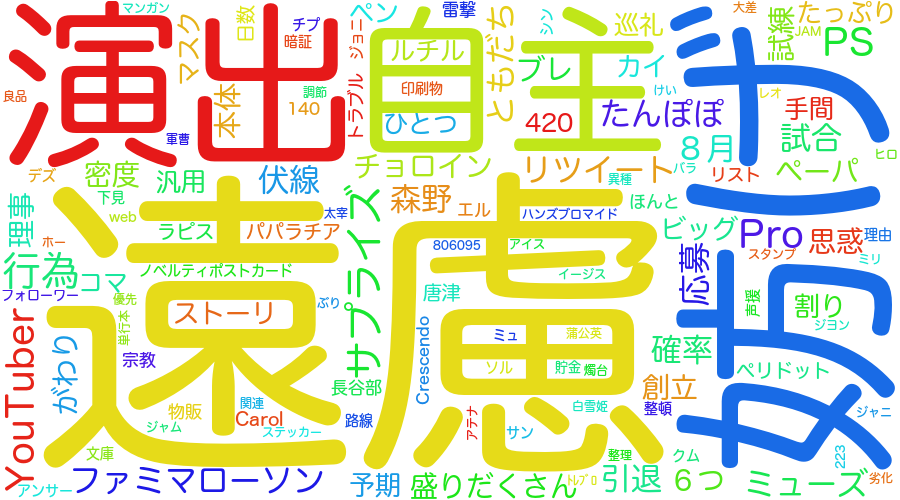 マンガン
演出
良品
マスク
日数
チプ
暗証
ジョニ
ペン
雷撃
ともだち
シン
巡礼
大差
たっぷり
試練
JAM
PS
自主
ルチル
ブレ
カイ
けい
レオ
調節
140
本体
トラブル
印刷物
ひとつ
420
たんぽぽ
手間
軍曹
8月
試合
ヒロ
デズ
密度
汎用
伏線
チョロイン
リツイート
異種
バラ
リスト
ペーパ
遠慮
下見
web
理事
ホー
ラピス
パパラチア
太宰
サプライズ
森野
エル
ハンズブロマイド
ほんと
ビッグ
Pro
思惑
理由
806095
アイス
スタンプ
ミリ
行為
コマ
ノベルティポストカード
イージス
応募
フォローワー
優先
ストーリ
ぶり
唐津
声援
割り
ジヨン
単行本
YouTuber
がわり
宗教
Crescendo
ミュ
蒲公英
ソル
貯金
燭台
確率
ペリドット
長谷部
創立
物販
関連
Carol
路線
アテナ
白雪姫
整頓
ジャニ
ジャム
ステッカー
サン
文庫
整理
クム
223
劣化
アンサー
ファミマローソン
予期
盛りだくさん
トレブロ
引退
6つ
ミューズ